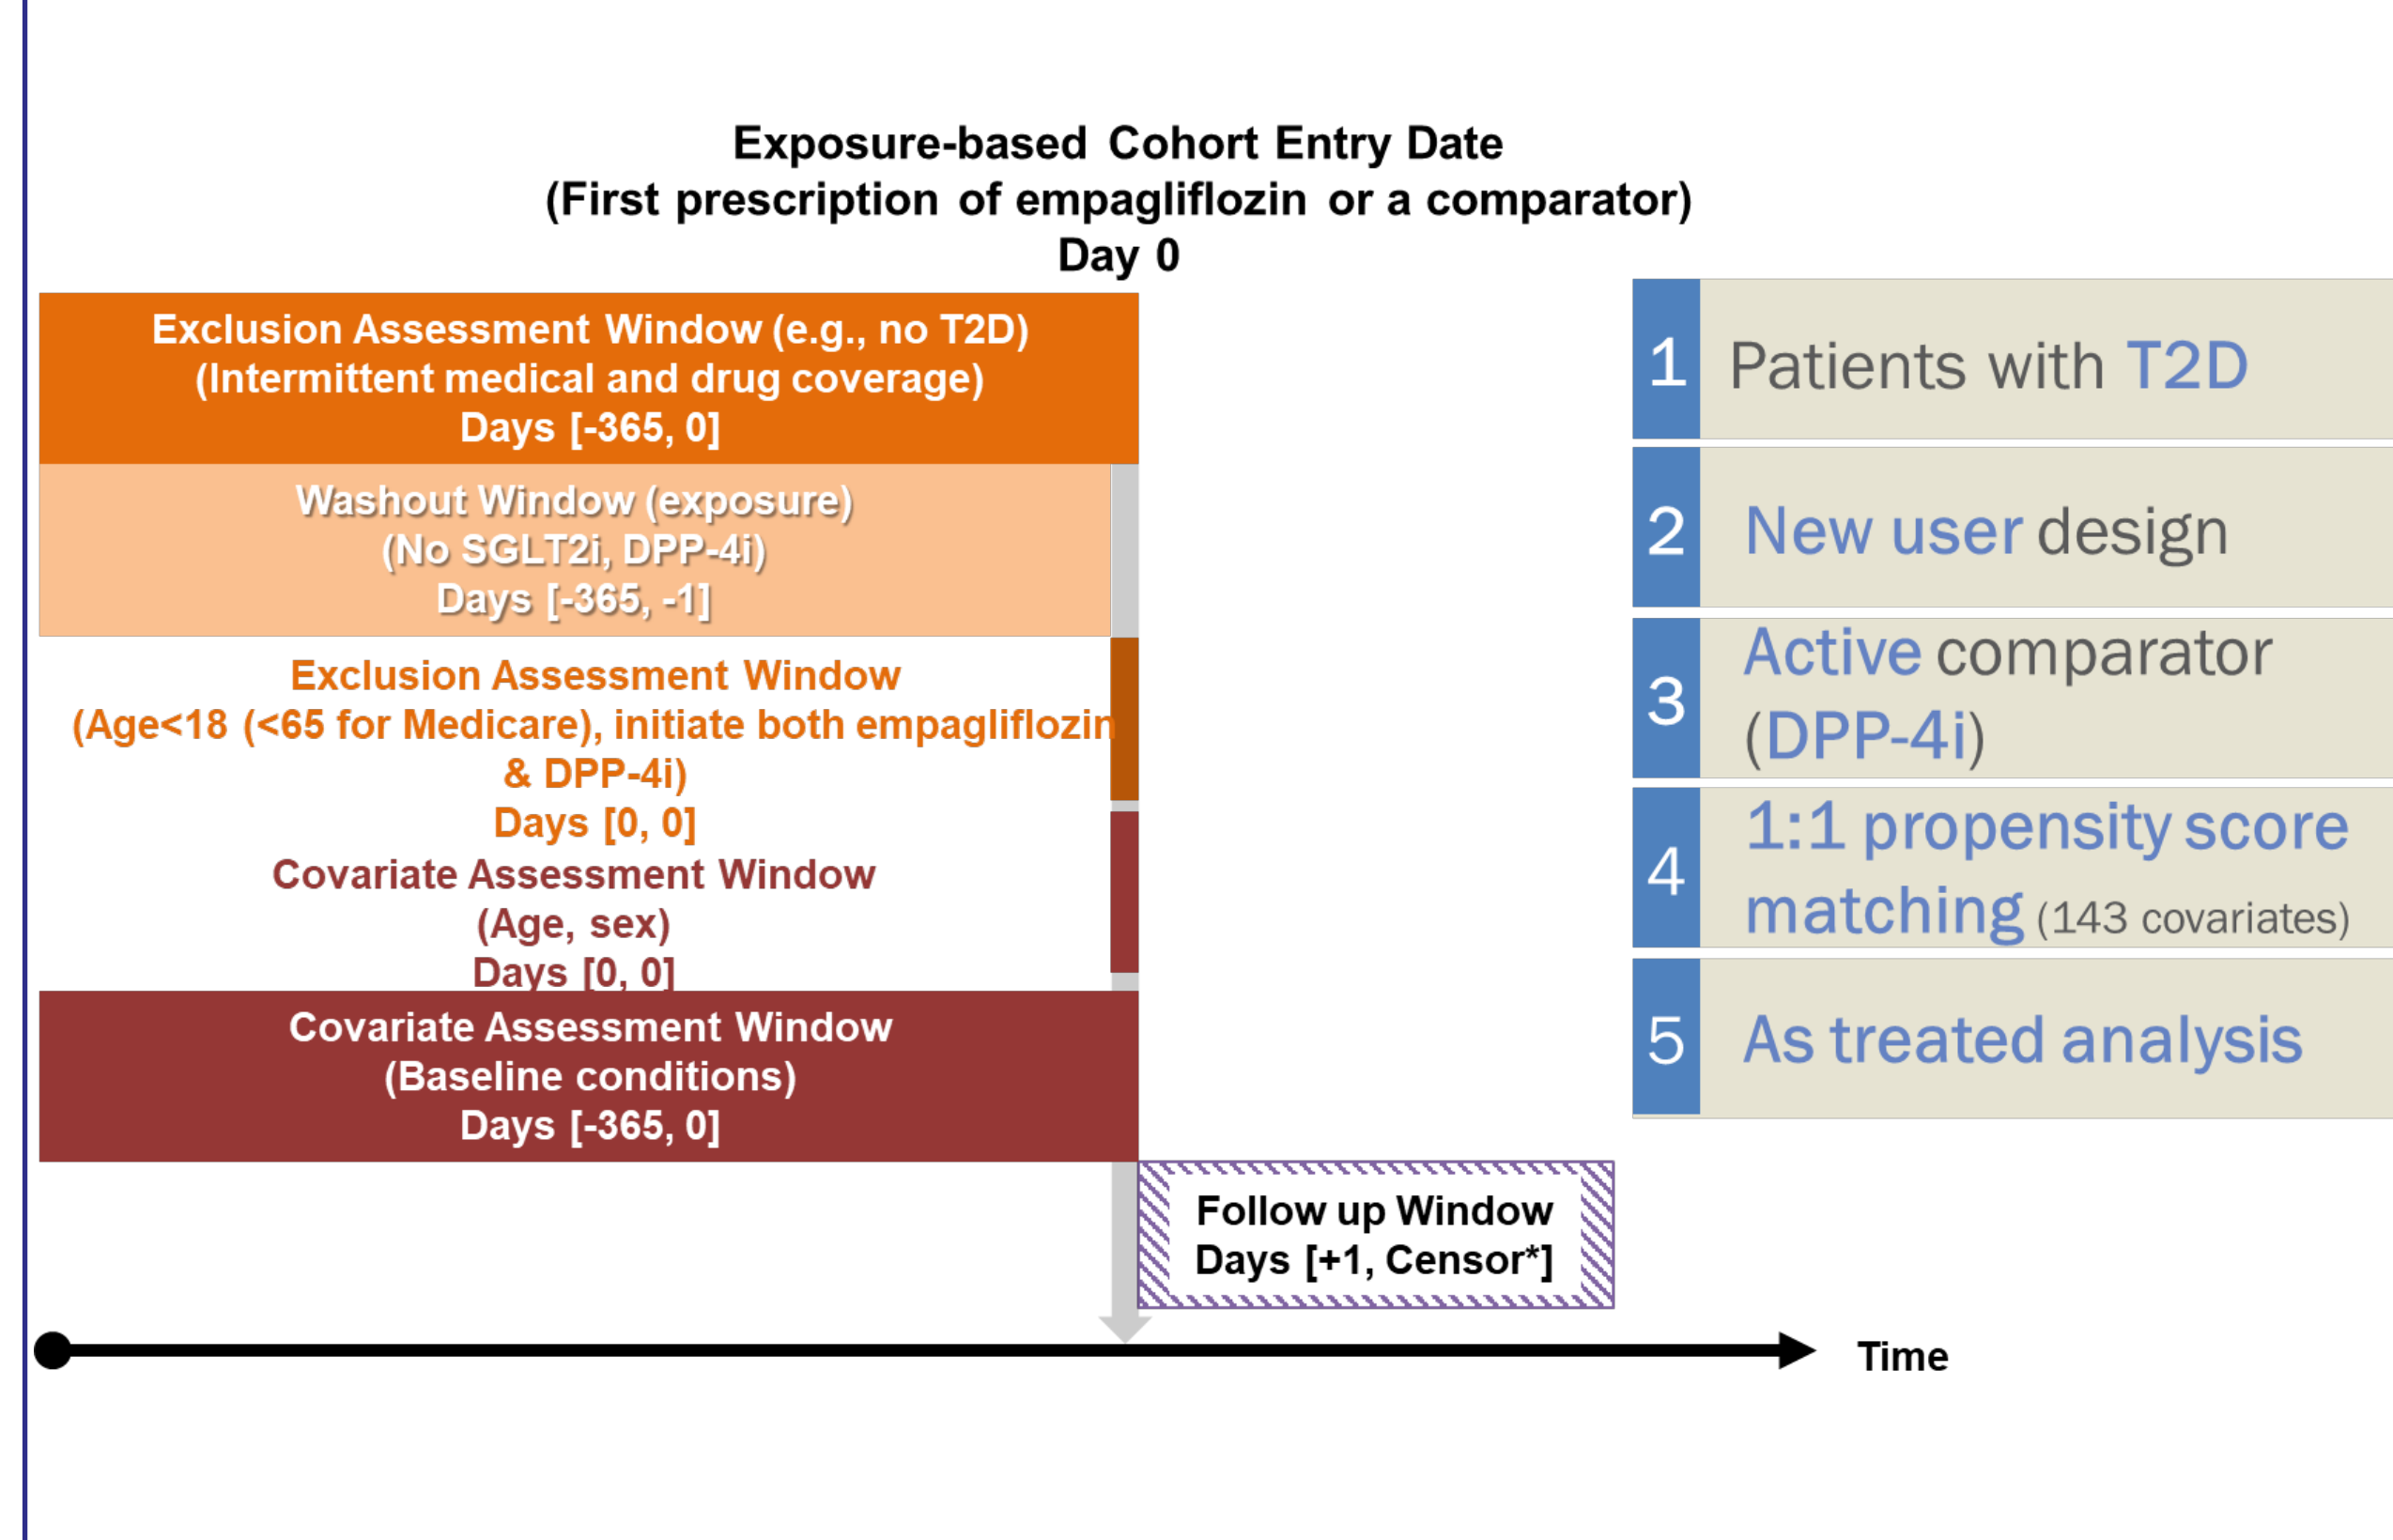 Exposure-based Cohort Entry Date
(First prescription of empagliflozin or a comparator)
Day 0
Exclusion Assessment Window (e.g., no T2D)
(Intermittent medical and drug coverage)
Days [-365, 0]
Washout Window (exposure)
(No SGLT2i, DPP-4i)
Days [-365, -1]
Exclusion Assessment Window
(Age<18 (<65 for Medicare), initiate both empagliflozin
& DPP-4i)
Days [0, 0]
Covariate Assessment Window
(Age, sex)
Days [0, 0]
Covariate Assessment Window
(Baseline conditions)
Days [-365, 0]
Follow up Window
Days [+1, Censor*]
Time
1 Patients with T2D
2 New user design
3 Active comparator
(DPP-4i)
4 1:1 propensity score
matching (143 covariates)
5 As treated analysis